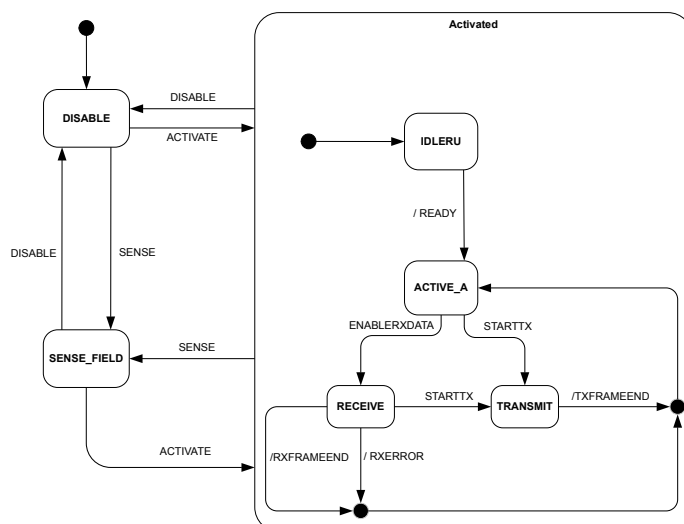 Activated
DISABLE
DISABLE
ACTIVATE
IDLERU
/ READY
DISABLE
SENSE
ACTIVE_A
ENABLERXDATA
STARTTX
SENSE_FIELD
SENSE
RECEIVE
STARTTX
TRANSMIT
/TXFRAMEEND
ACTIVATE
/RXFRAMEEND
/ RXERROR